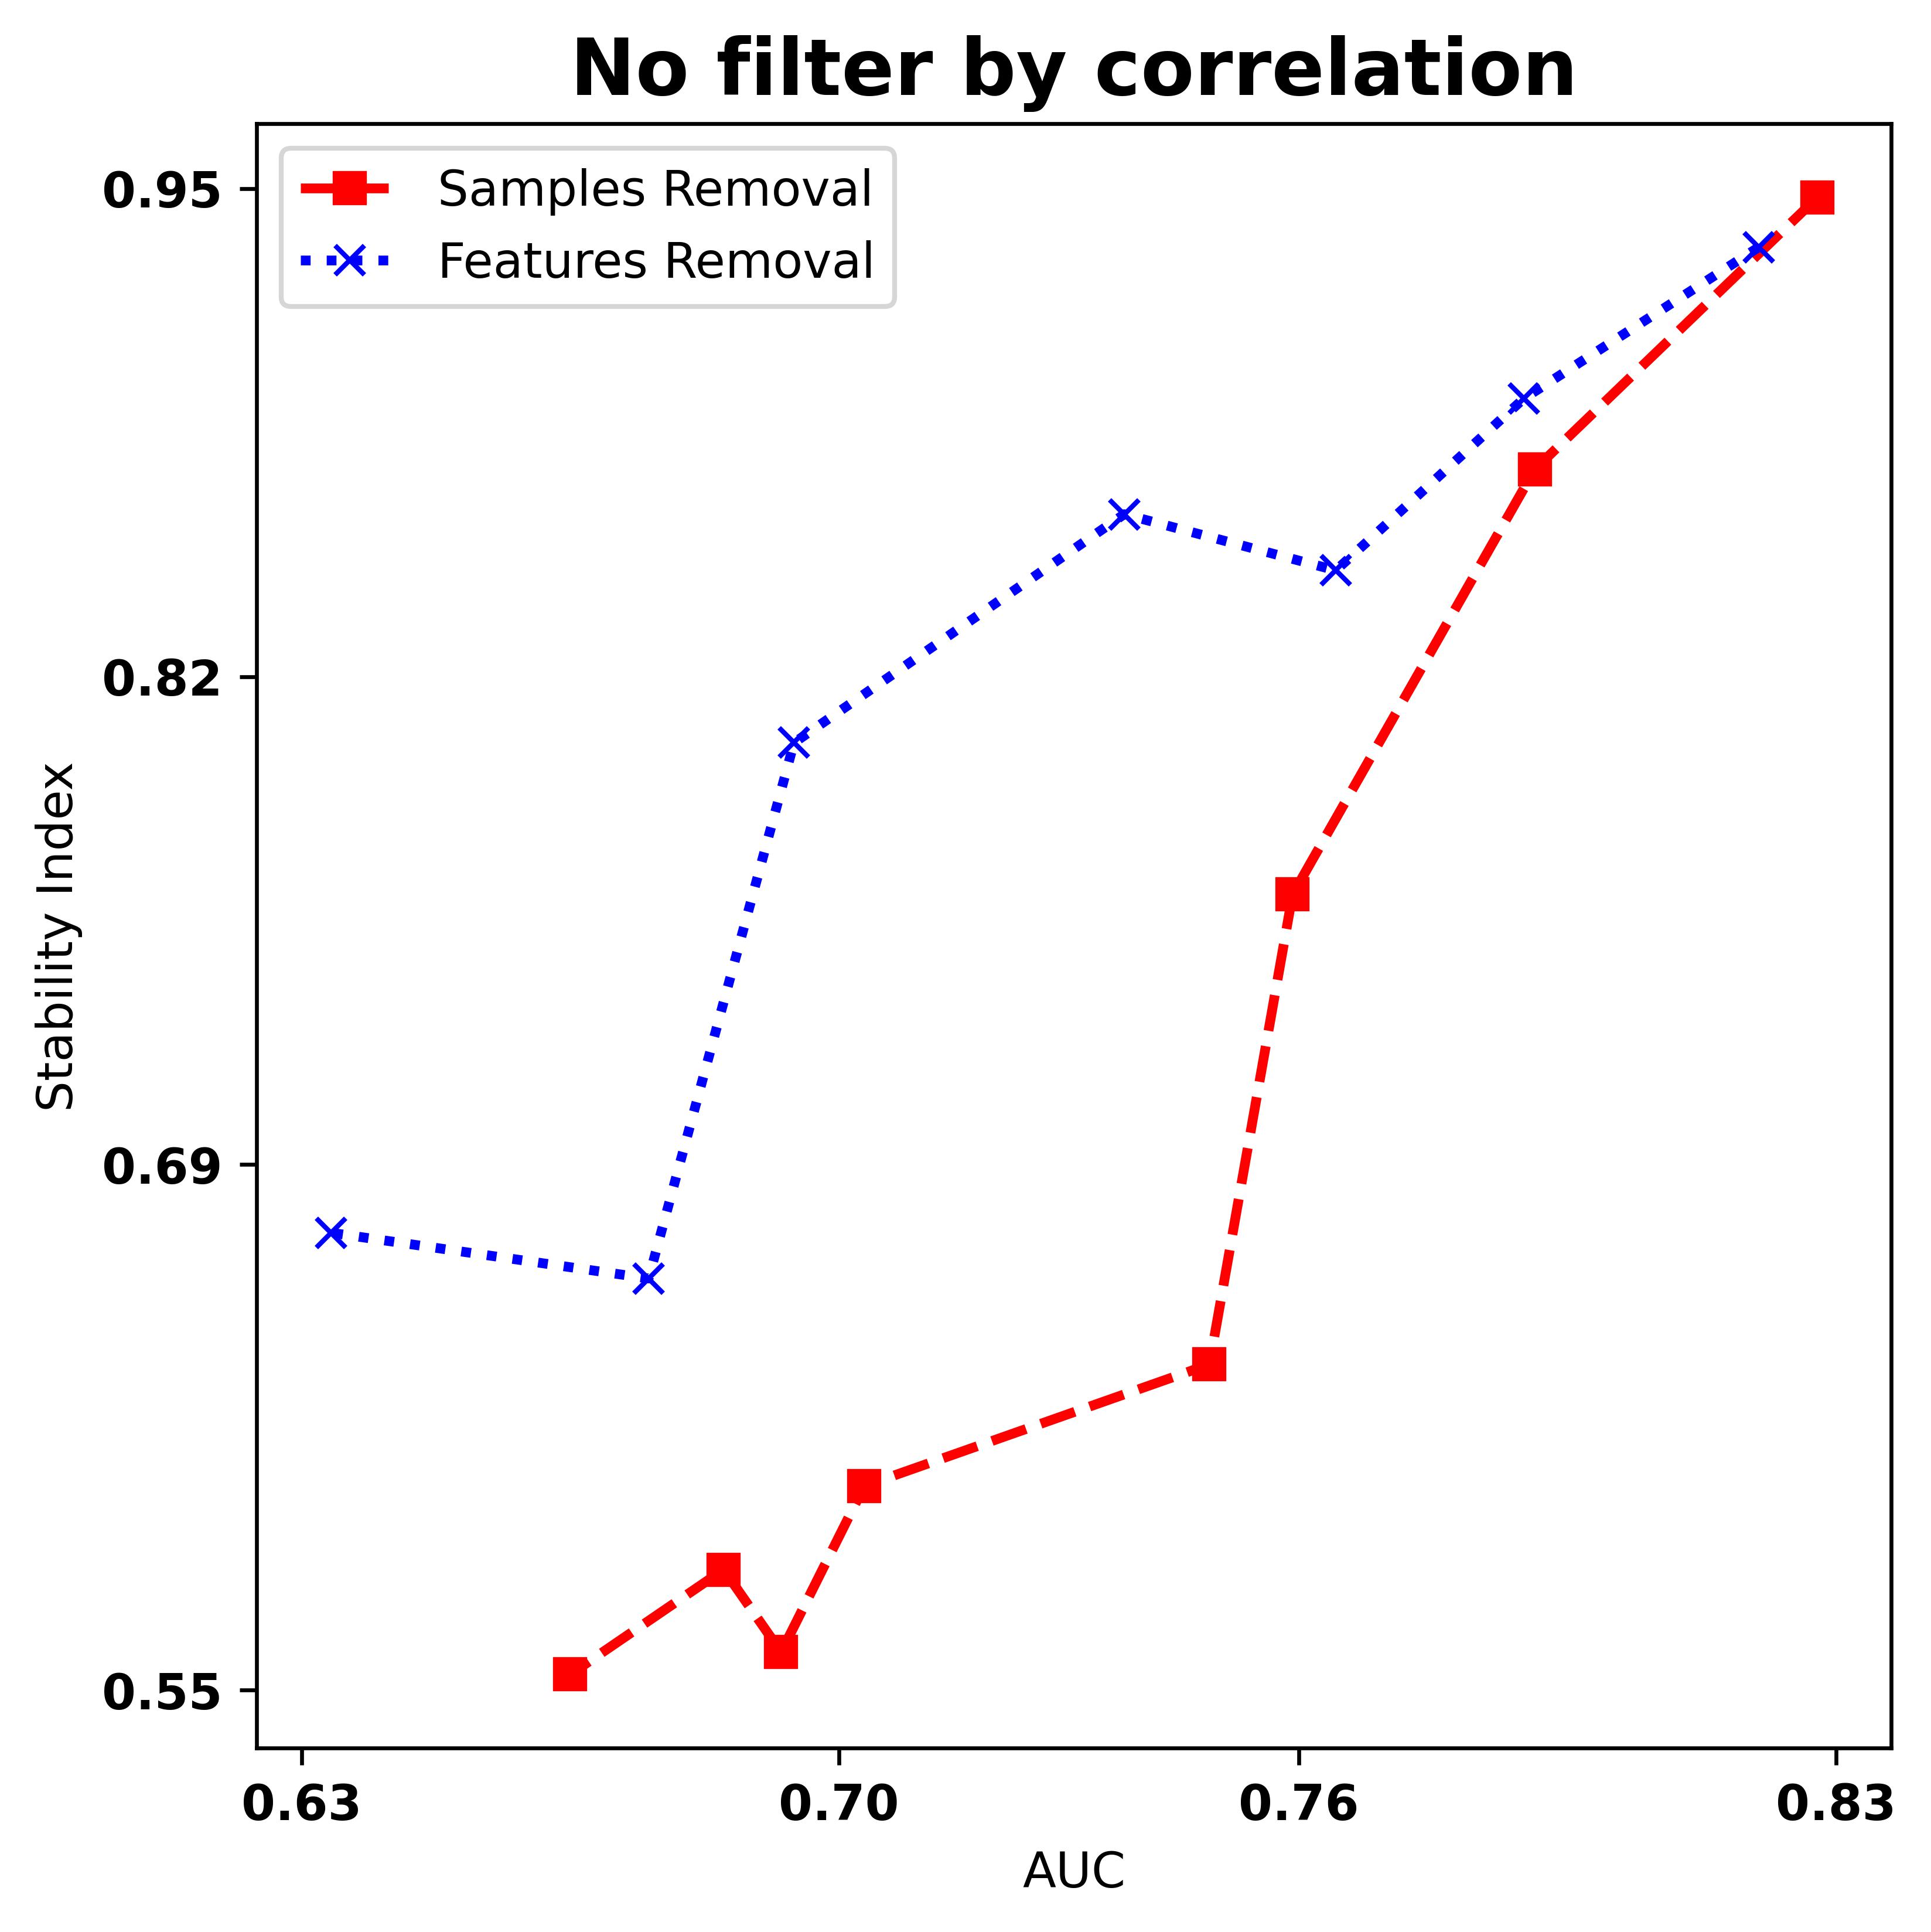 No filter by correlation
Samples Removal
Features Removal
0.95
0.82
0.69
0.55
Stability Index
0.63 0.70 0.76 0.83
AUC